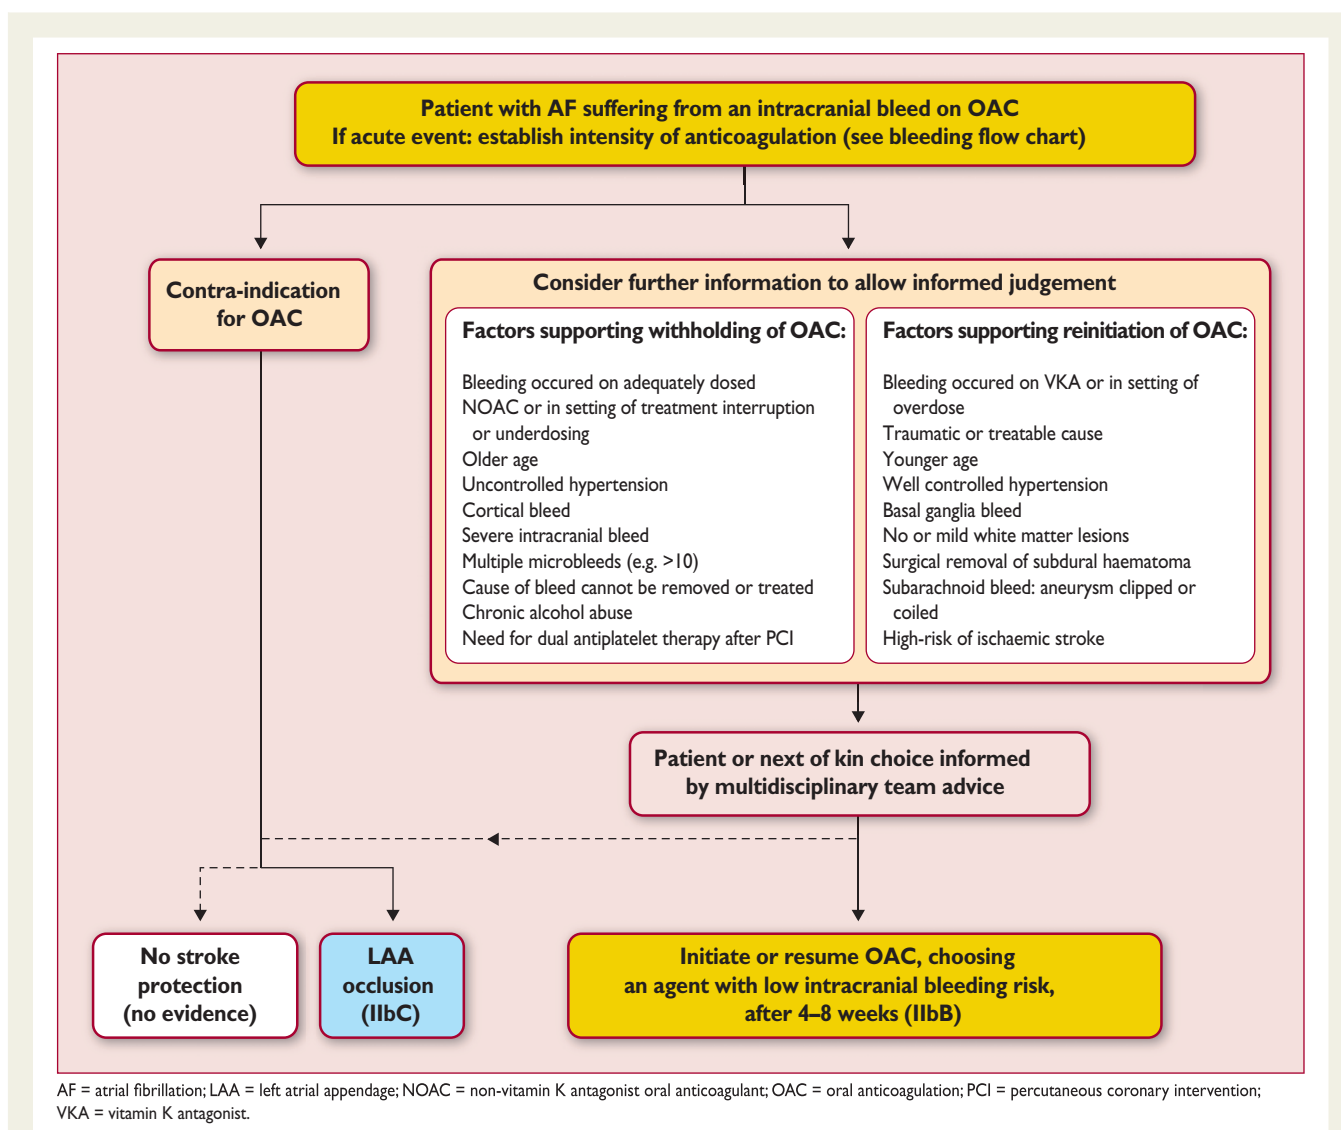 Patient with AF suffering from an intracranial bleed on OAC
If acute event: establish intensity of anticoagulation (see bleeding flow chart)
Contra-indication
for OAC
Consider further information to allow informed judgement
Factors supporting withholding of OAC:
Bleeding occured on adequately dosed
NOAC or in setting of treatment interruption
or underdosing
Older age
Uncontrolled hypertension
Cortical bleed
Severe intracranial bleed
Multiple microbleeds (e.g. >10)
Cause of bleed cannot be removed or treated
Chronic alcohol abuse
Need for dual antiplatelet therapy after PCI
Factors supporting reinitiation of OAC:
Bleeding occured on VKA or in setting of
overdose
Traumatic or treatable cause
Younger age
Well controlled hypertension
Basal ganglia bleed
No or mild white matter lesions
Surgical removal of subdural haematoma
Subarachnoid bleed: aneurysm clipped or
coiled
High-risk of ischaemic stroke
Patient or next of kin choice informed
by multidisciplinary team advice
No stroke
protection
(no evidence)
LAA
occlusion
(IIbC)
Initiate or resume OAC, choosing
an agent with low intracranial bleeding risk,
after 4–8 weeks (IIbB)
AF = atrial fibrillation; LAA = left atrial appendage; NOAC = non-vitamin K antagonist oral anticoagulant; OAC = oral anticoagulation; PCI = percutaneous coronary intervention;
VKA = vitamin K antagonist.